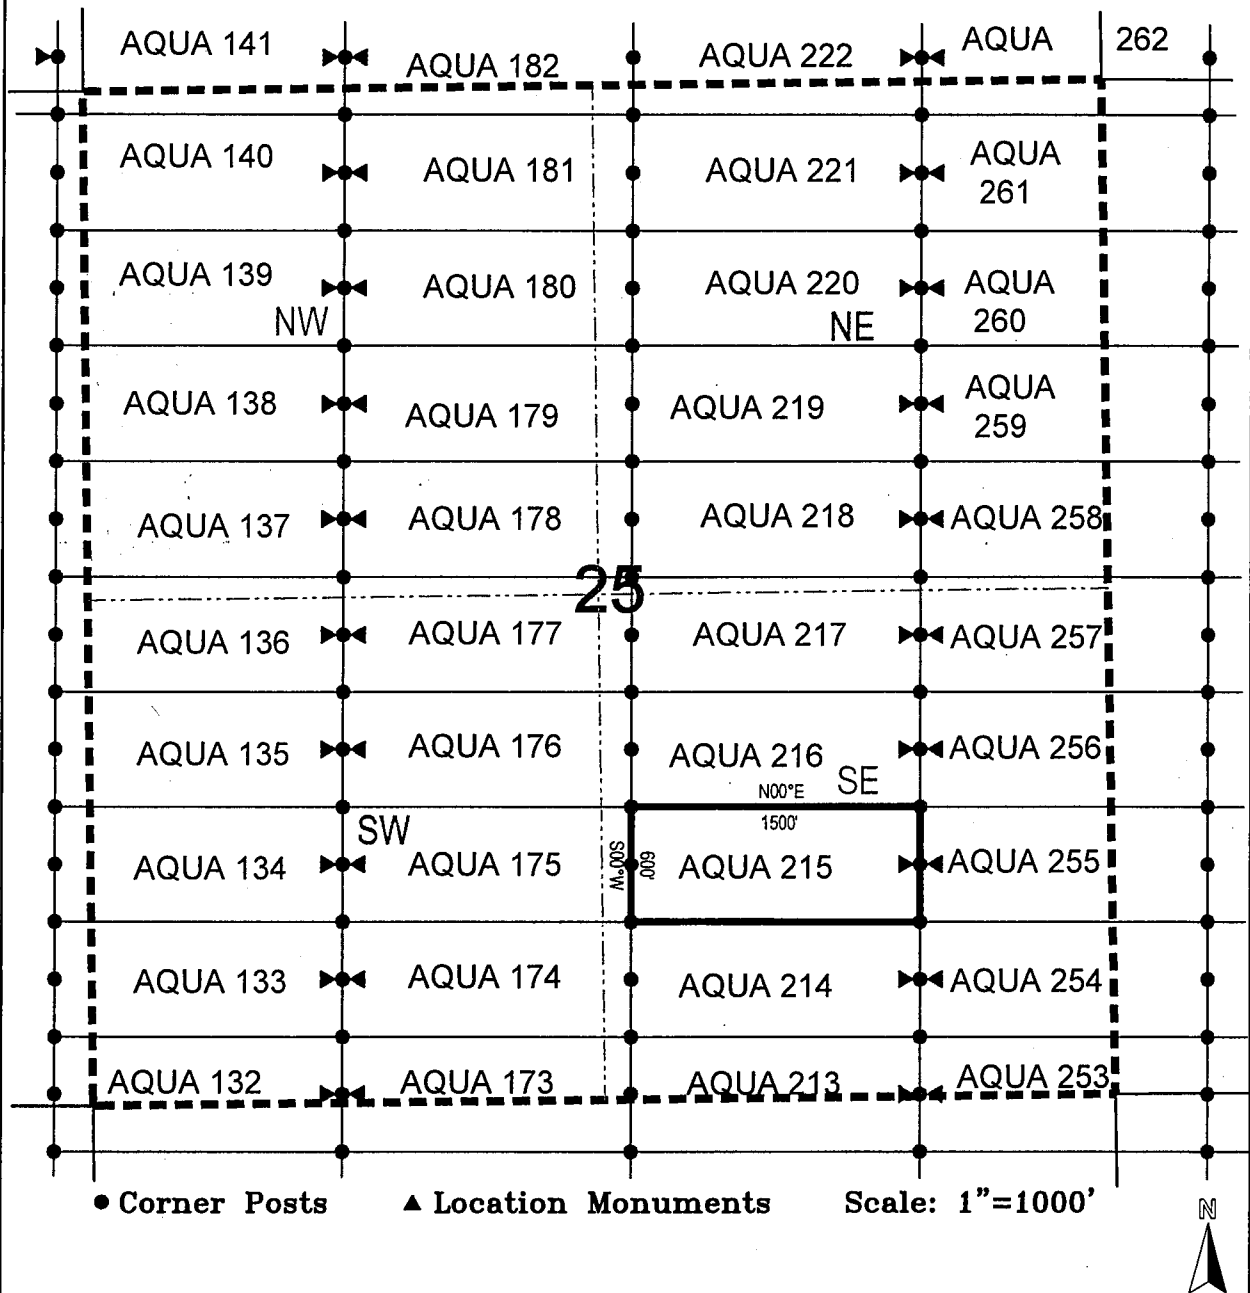 AQUA 141
AQUA 182
AQUA 222
AQUA 262
AQUA 140
AQUA 181
AQUA 221
AQUA
261
AQUA 139
AQUA 180
AQUA 220
AQUA
260
NW
NE
AQUA 138
AQUA 179
AQUA 219
AQUA
259
AQUA 137
AQUA 178
AQUA 218
AQUA 258
25
AQUA 136
AQUA 177
AQUA 217
AQUA 257
AQUA 135
AQUA 176
AQUA 216
AQUA 256
SE
N00°E
1500'
SW
AQUA 134
AQUA 175
S00°W
600'
AQUA 215
AQUA 255
AQUA 133
AQUA 174
AQUA 214
AQUA 254
AQUA 132
AQUA 173
AQUA 213
AQUA 253
Corner Posts
Location Monuments
Scale: 1"=1000'
N